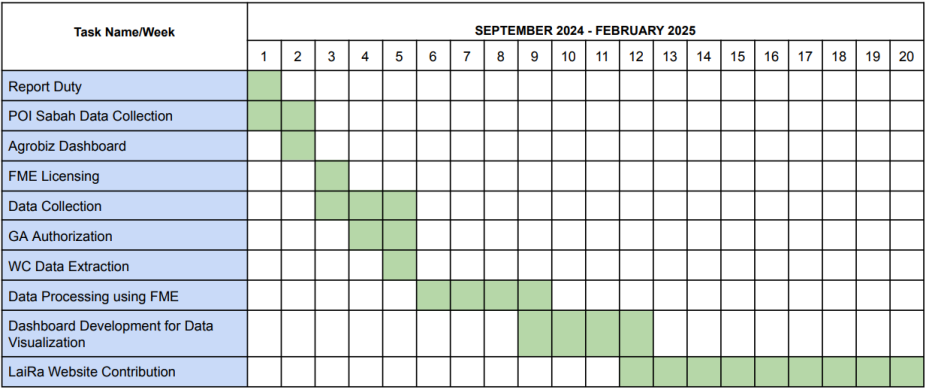 Task Name/Week
SEPTEMBER 2024 - FEBRUARY 2025
1 2 3 4 5 6 7 8 9 10 11 12 13 14 15 16 17 18 19 20
Report Duty
POI Sabah Data Collection
Agrobiz Dashboard
FME Licensing
Data Collection
GA Authorization
WC Data Extraction
Data Processing using FME
Dashboard Development for Data
Visualization
LaiRa Website Contribution